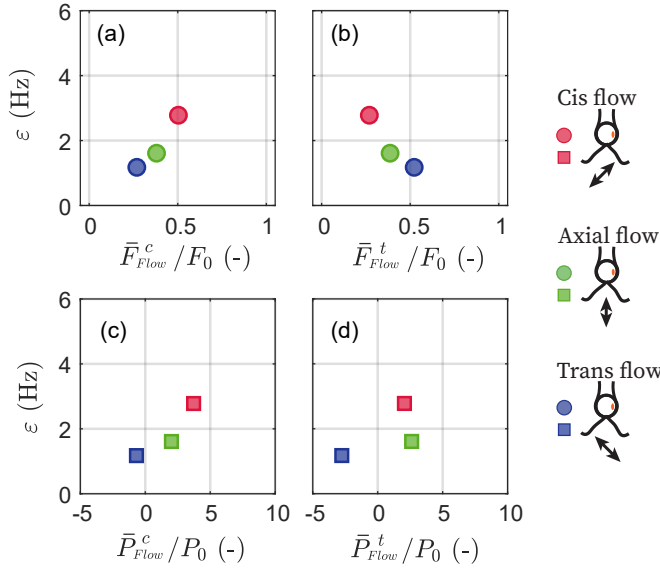 (a)
(b)
6
4
2
0
ε (Hz)
0
0.5
1
0
0.5
1
F̄ᶜ_Flow/F₀ (-)
F̄ᵗ_Flow/F₀ (-)
(c)
(d)
6
4
2
0
ε (Hz)
-5
0
5
10
-5
0
5
10
P̄ᶜ_Flow/P₀ (-)
P̄ᵗ_Flow/P₀ (-)
Cis flow
Axial flow
Trans flow